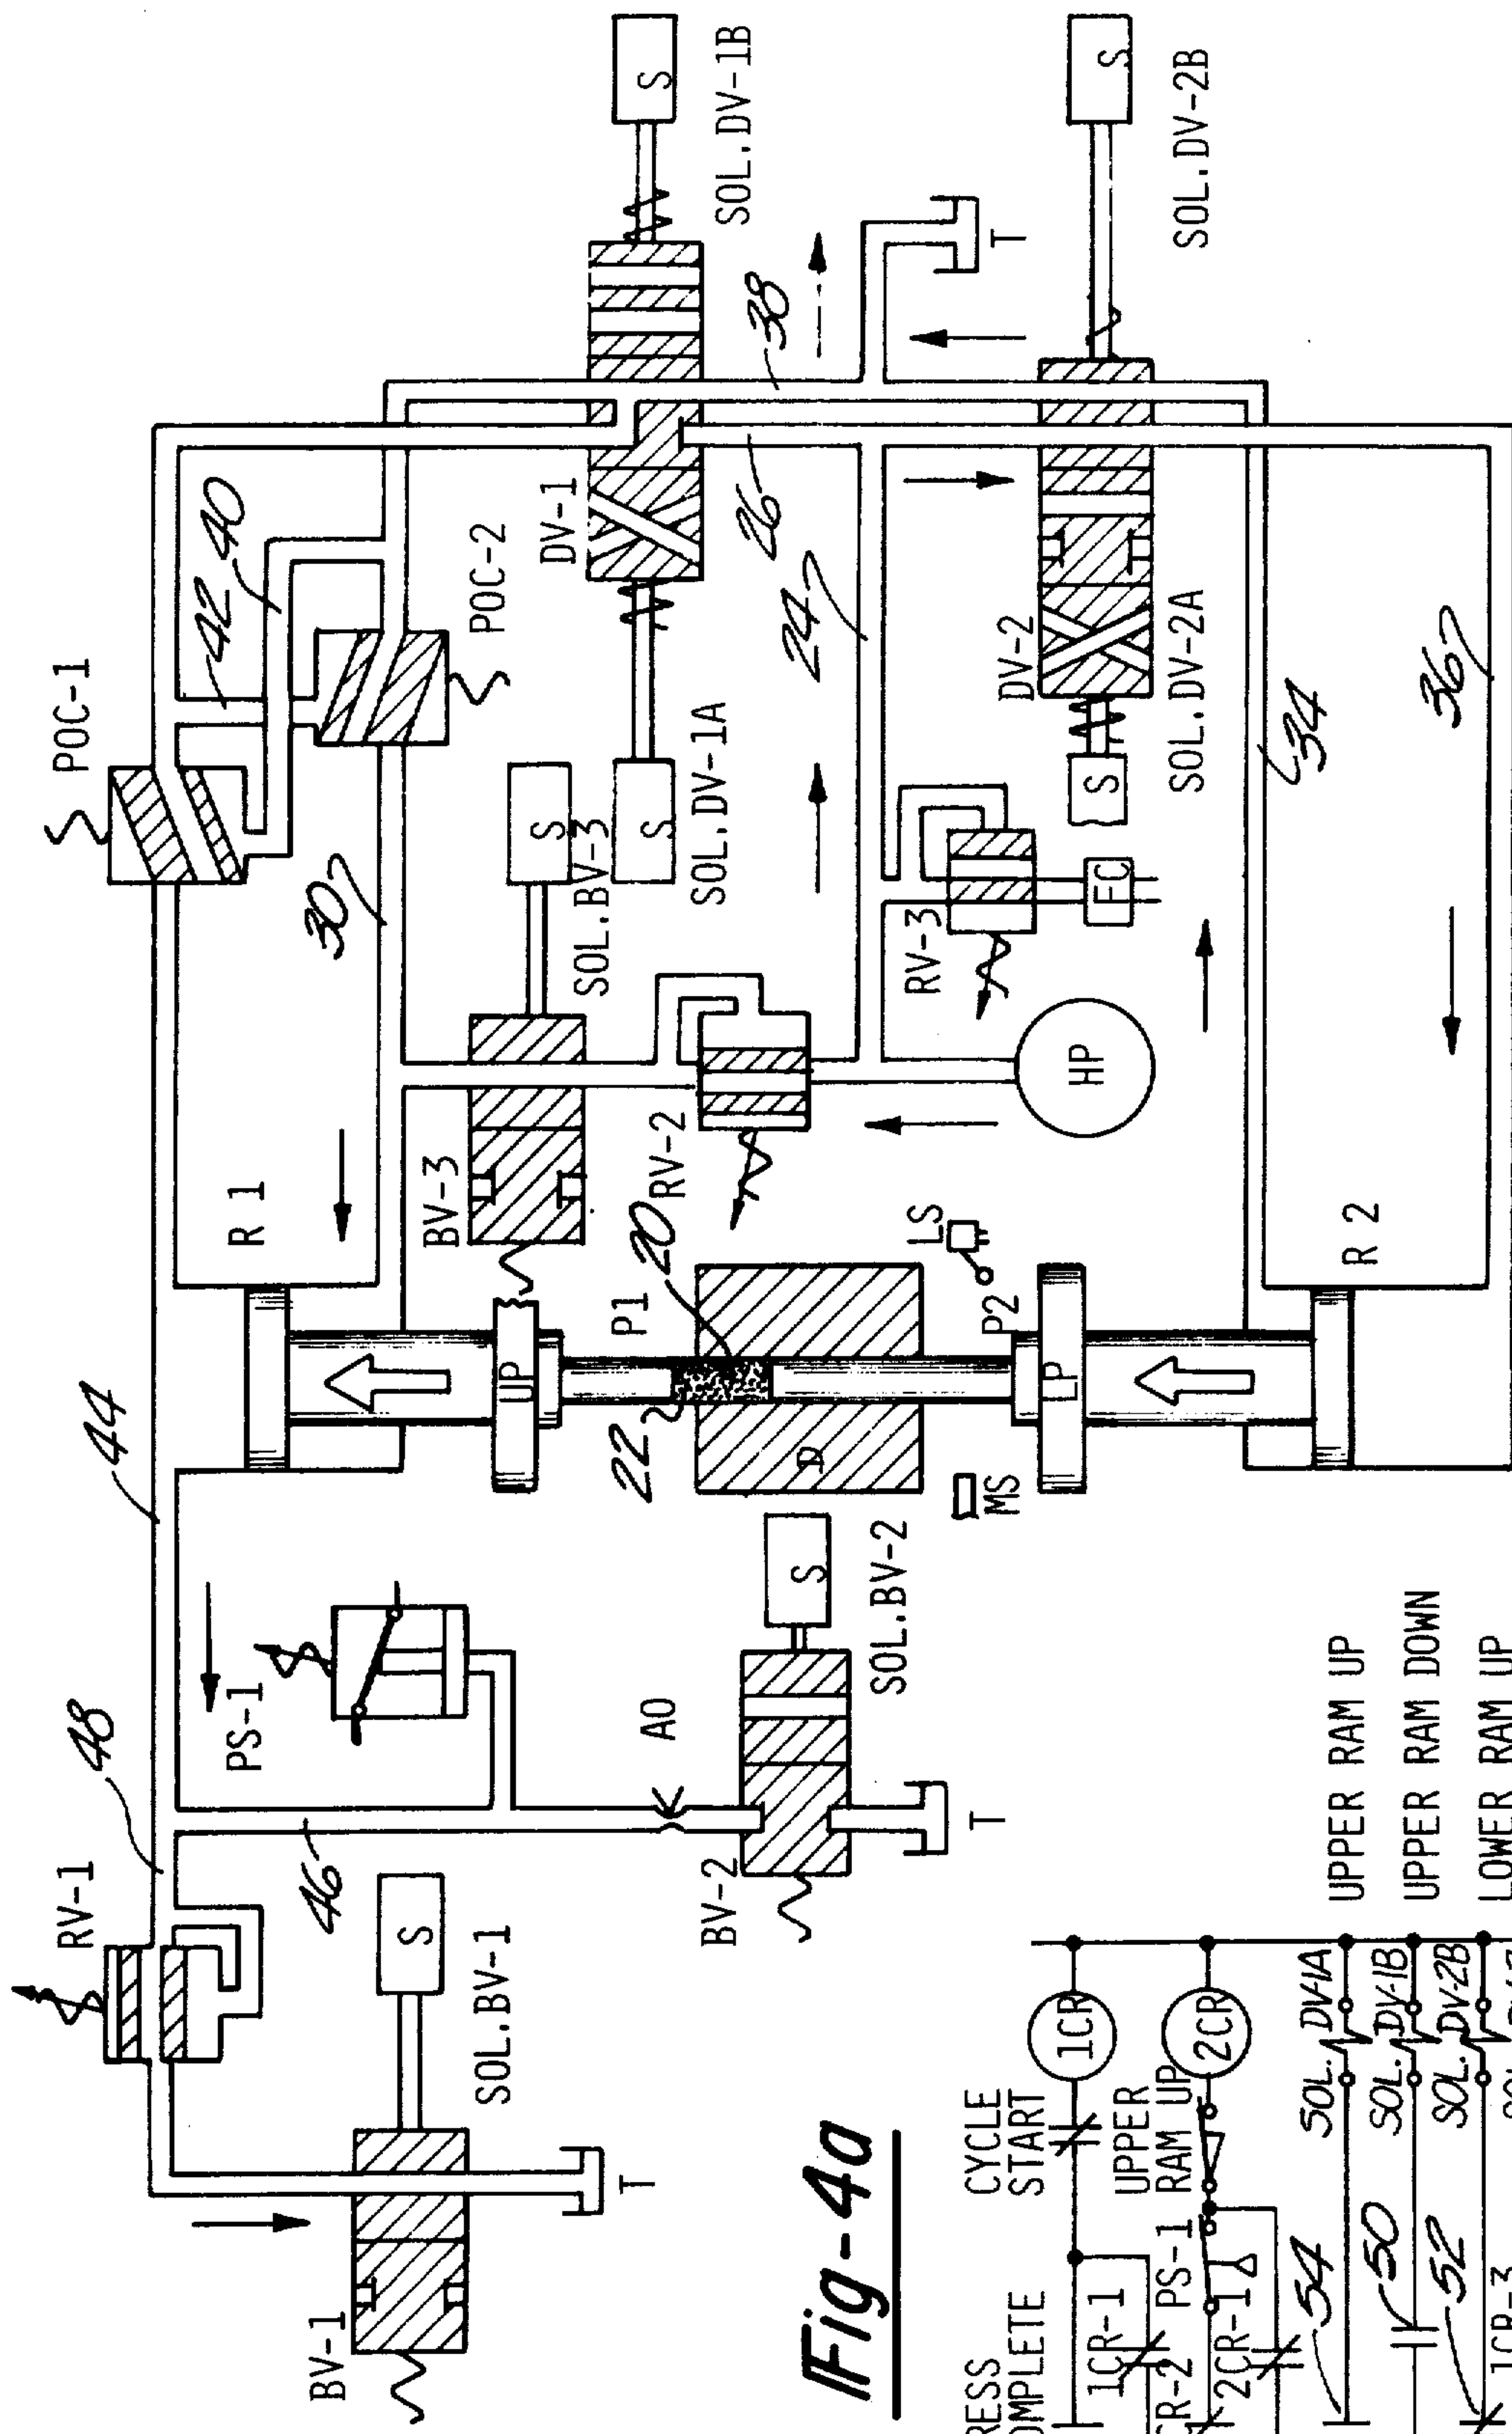 POC-1
42
40
POC-2
30
R 1
44
48
RV-1
PS-1
46
S
SOL.BV-1
BV-1
T
AO
BV-2
T
S
SOL.BV-2
UP
P1
20
22
D
MS
LS
P2
LP
BV-3
S
SOL.BV-3
RV-2
HP
S
SOL.DV-1A
DV-1
S
SOL.DV-1B
26
38
T
24
RV-3
FC
DV-2
S
SOL.DV-2A
S
SOL.DV-2B
34
36
R 2
Fig-4a
CYCLE
START
1CR
1CR-1
UPPER
RAM UP
2CR
PS-1
2CR-1
54
SOL. DV-1A
UPPER RAM UP
50
SOL. DV-1B
UPPER RAM DOWN
52
SOL. DV-2B
LOWER RAM UP
1CR-3